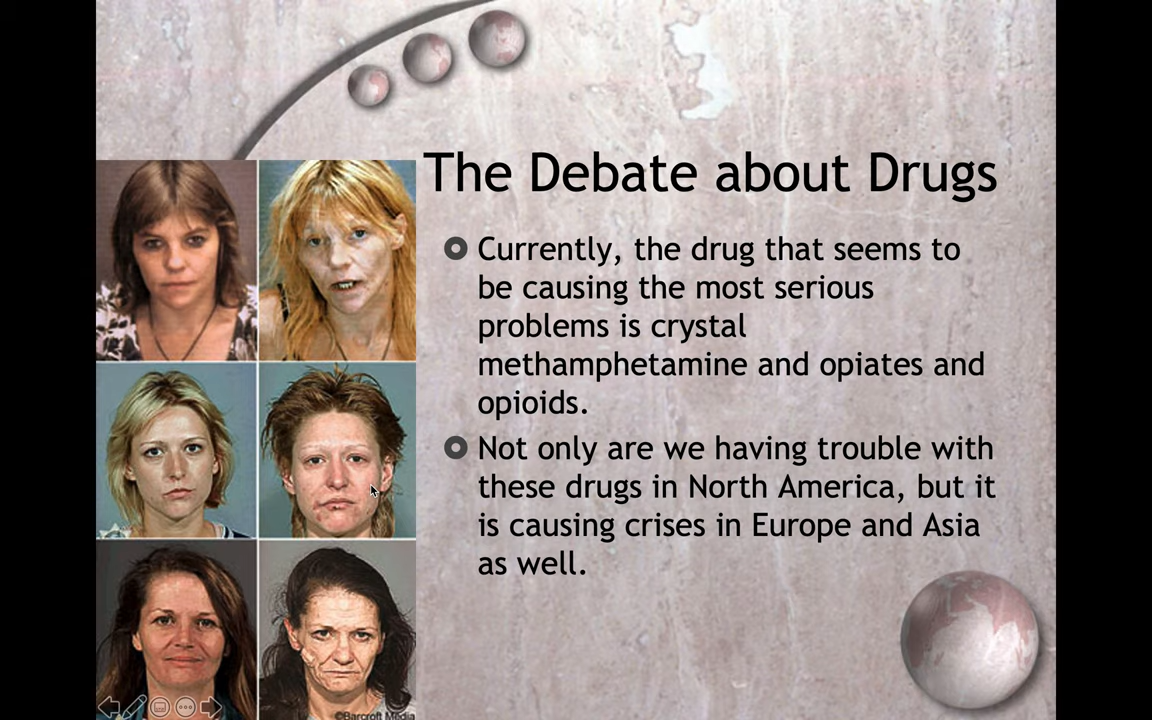 The Debate about Drugs
Currently, the drug that seems to
be causing the most serious
problems is crystal
methamphetamine and opiates and
opioids.
Not only are we having trouble with
these drugs in North America, but it
is causing crises in Europe and Asia
as well.
©Barcroft Media